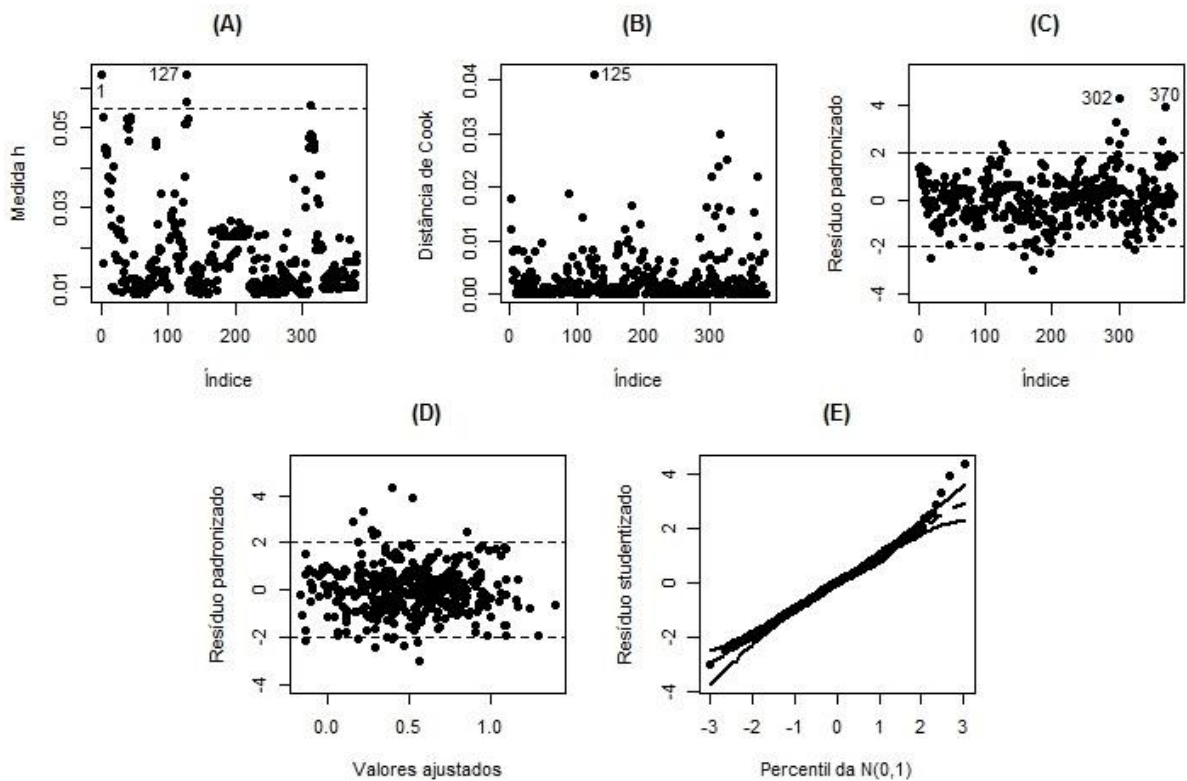 (A)
Medida h
0.01 0.03 0.05
1
127
0 100 200 300
Índice
(B)
Distância de Cook
0.00 0.01 0.02 0.03 0.04
125
0 100 200 300
Índice
(C)
Resíduo padronizado
-4 -2 0 2 4
302
370
0 100 200 300
Índice
(D)
Resíduo padronizado
-4 -2 0 2 4
0.0 0.5 1.0
Valores ajustados
(E)
Resíduo studentizado
-4 -2 0 2 4
-3 -2 -1 0 1 2 3
Percentil da N(0,1)